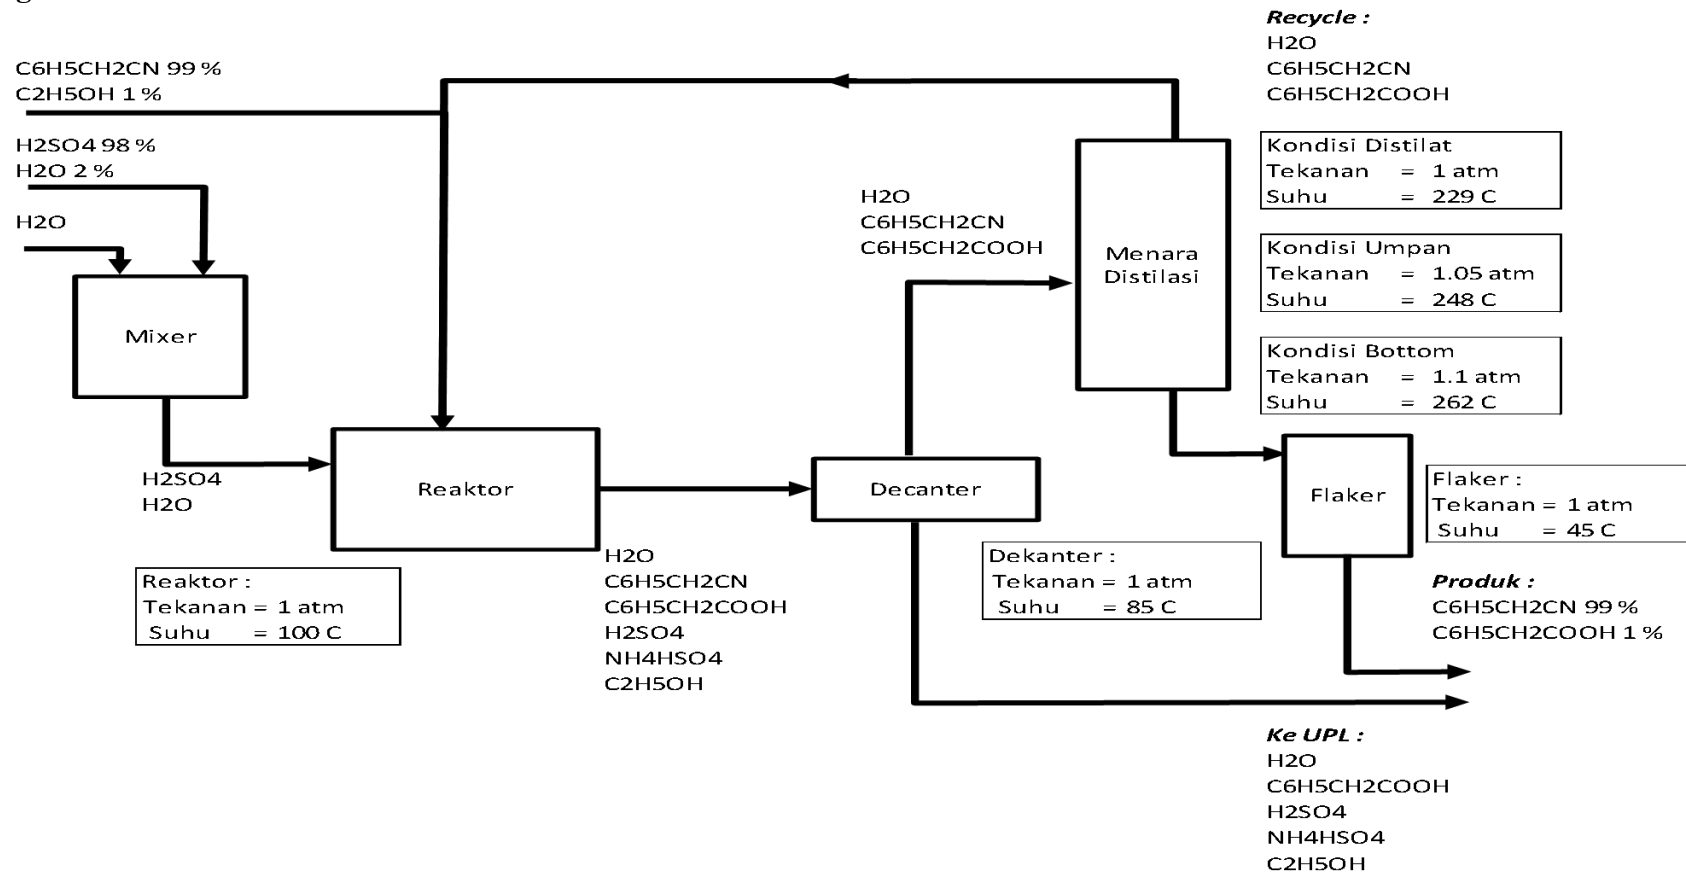 C6H5CH2CN 99 %
C2H5OH 1 %
H2SO4 98 %
H2O 2 %
H2O
Mixer
H2SO4
H2O
Reaktor
Reaktor :
Tekanan = 1 atm
Suhu = 100 C
H2O
C6H5CH2CN
C6H5CH2COOH
H2SO4
NH4HSO4
C2H5OH
Decanter
Dekanter :
Tekanan = 1 atm
Suhu = 85 C
H2O
C6H5CH2CN
C6H5CH2COOH
Menara
Distilasi
Recycle :
H2O
C6H5CH2CN
C6H5CH2COOH
Kondisi Distilat
Tekanan = 1 atm
Suhu = 229 C
Kondisi Umpan
Tekanan = 1.05 atm
Suhu = 248 C
Kondisi Bottom
Tekanan = 1.1 atm
Suhu = 262 C
Flaker
Flaker :
Tekanan = 1 atm
Suhu = 45 C
Produk :
C6H5CH2CN 99 %
C6H5CH2COOH 1 %
Ke UPL :
H2O
C6H5CH2COOH
H2SO4
NH4HSO4
C2H5OH